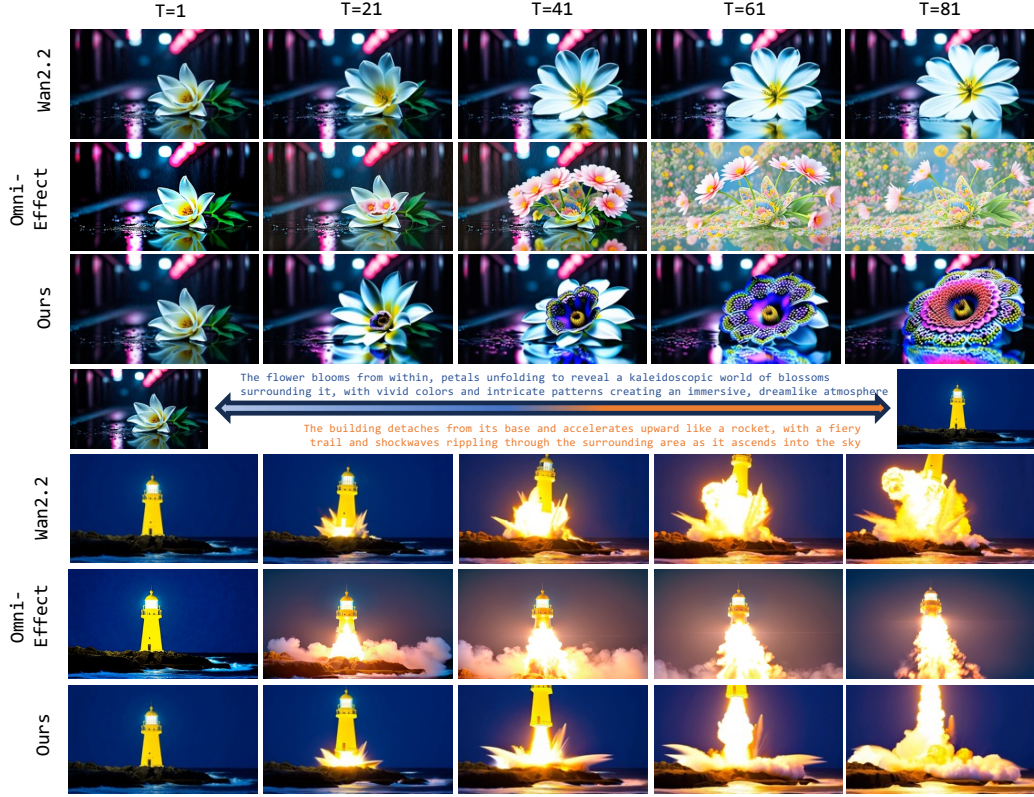 T=1 T=21 T=41 T=61 T=81
Wan2.2
Omni-
Effect
Ours
The flower blooms from within, petals unfolding to reveal a kaleidoscopic world of blossoms
surrounding it, with vivid colors and intricate patterns creating an immersive, dreamlike atmosphere
The building detaches from its base and accelerates upward like a rocket, with a fiery
trail and shockwaves rippling through the surrounding area as it ascends into the sky
Wan2.2
Omni-
Effect
Ours